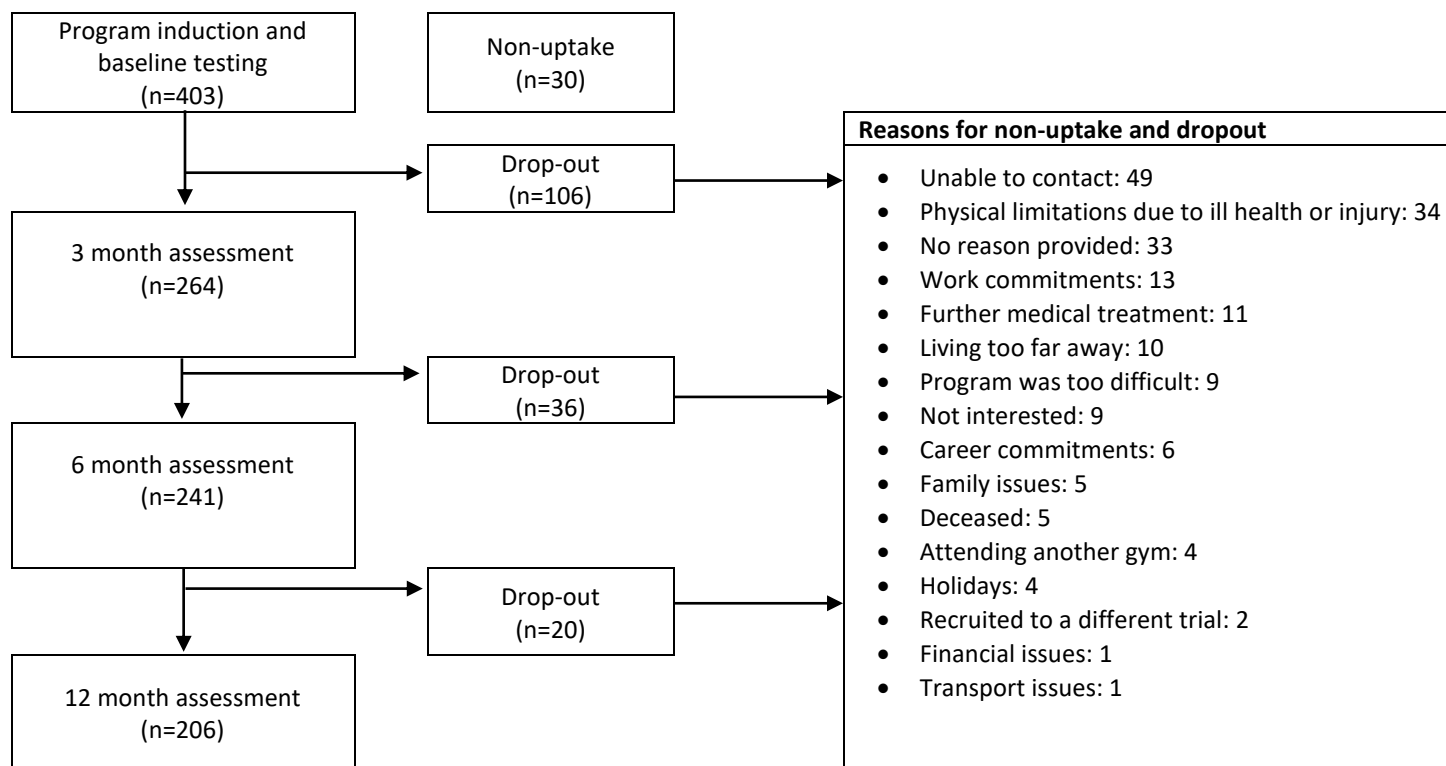 Program induction and
baseline testing
(n=403)
Non-uptake
(n=30)
Drop-out
(n=106)
3 month assessment
(n=264)
Drop-out
(n=36)
6 month assessment
(n=241)
Drop-out
(n=20)
12 month assessment
(n=206)
Reasons for non-uptake and dropout
• Unable to contact: 49
• Physical limitations due to ill health or injury: 34
• No reason provided: 33
• Work commitments: 13
• Further medical treatment: 11
• Living too far away: 10
• Program was too difficult: 9
• Not interested: 9
• Career commitments: 6
• Family issues: 5
• Deceased: 5
• Attending another gym: 4
• Holidays: 4
• Recruited to a different trial: 2
• Financial issues: 1
• Transport issues: 1